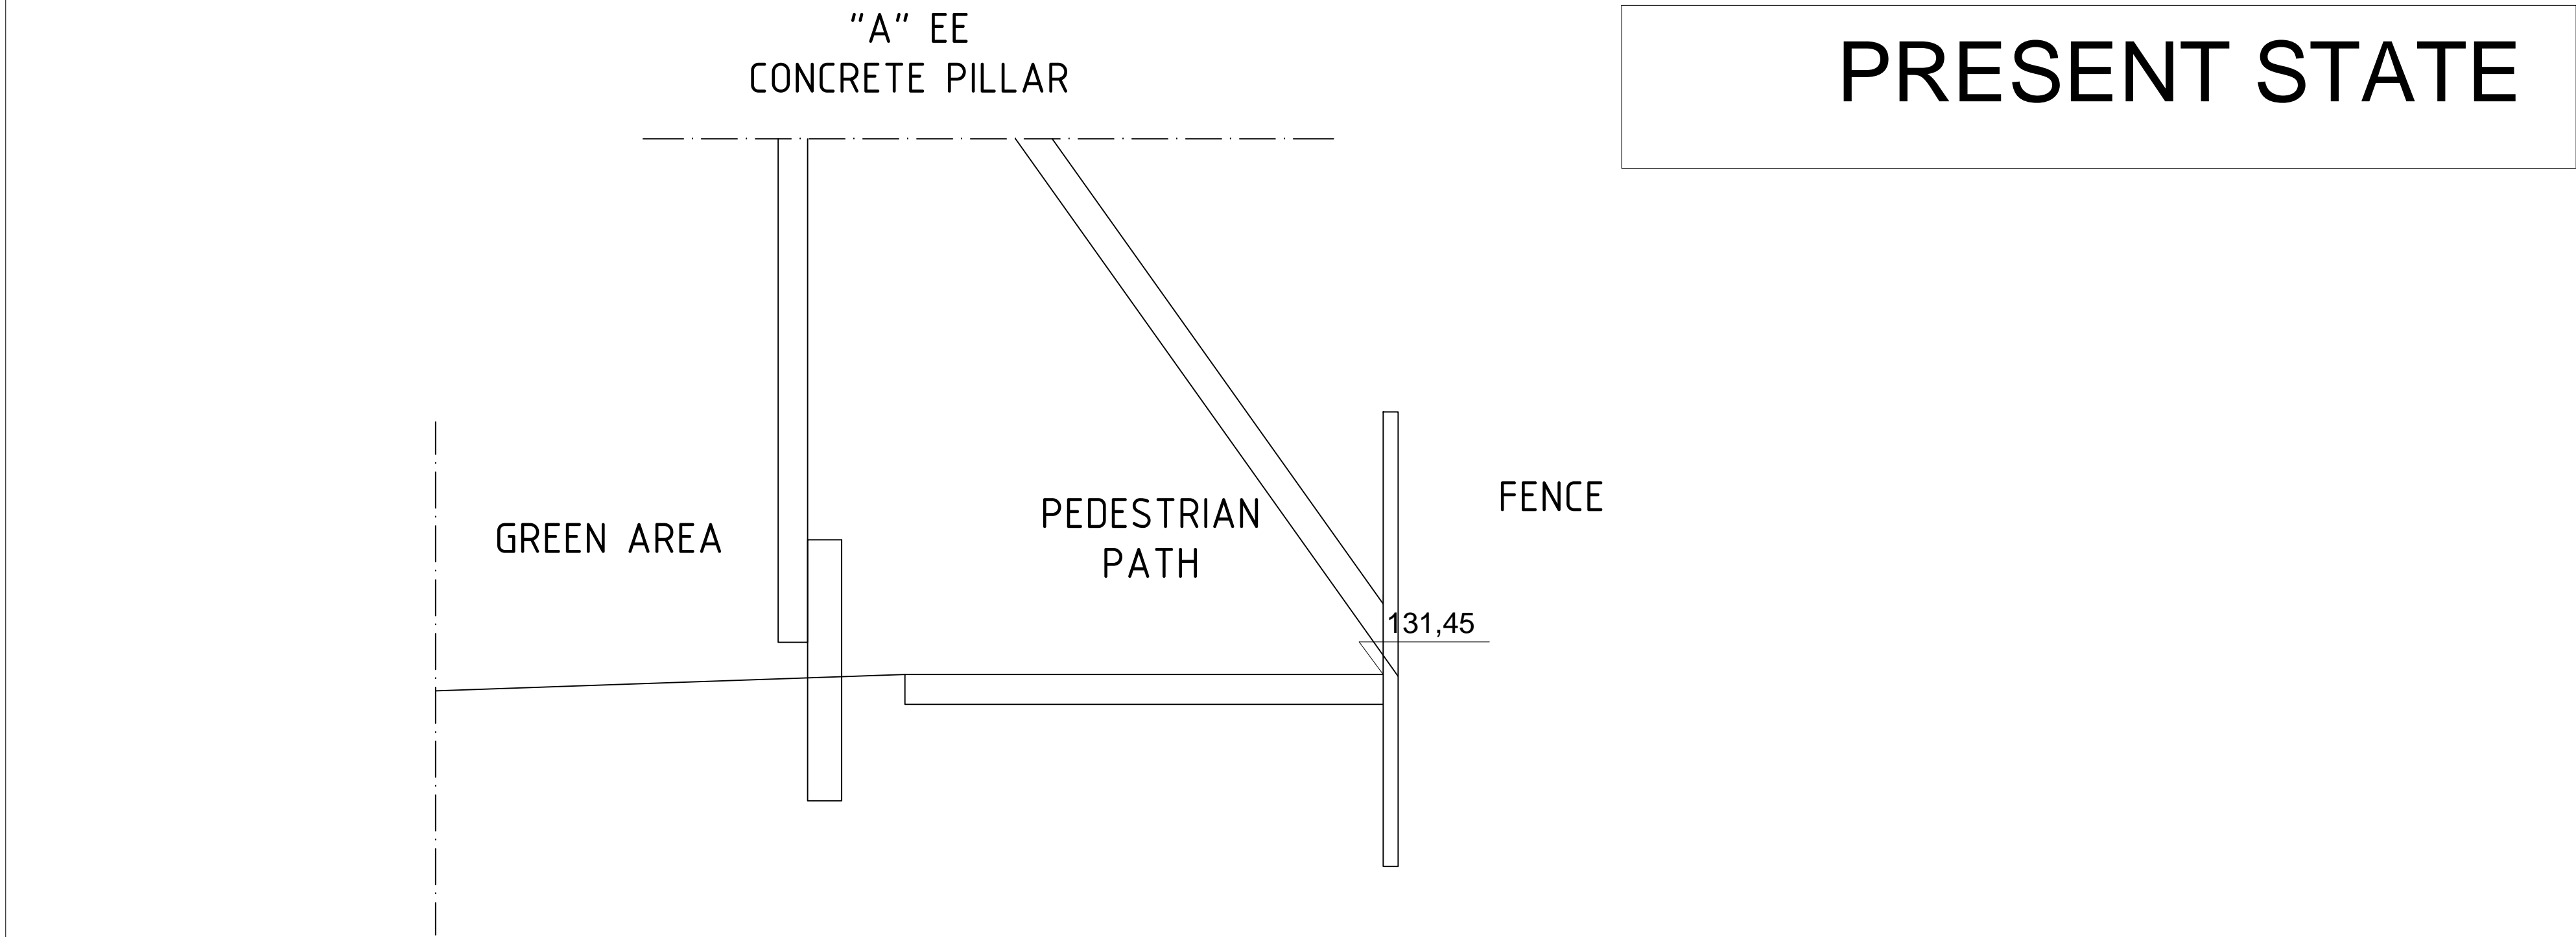 "A" EE
CONCRETE PILLAR
PRESENT STATE
GREEN AREA
PEDESTRIAN
PATH
FENCE
131,45